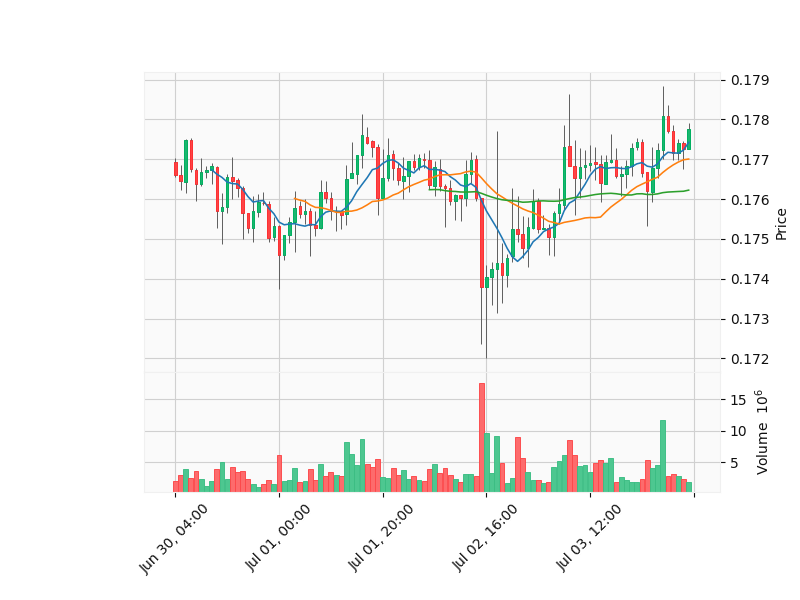 0.179
0.178
0.177
0.176
0.175
0.174
0.173
0.172
Price
15
10
5
Volume 10^6
Jun 30, 04:00
Jul 01, 00:00
Jul 01, 20:00
Jul 02, 16:00
Jul 03, 12:00